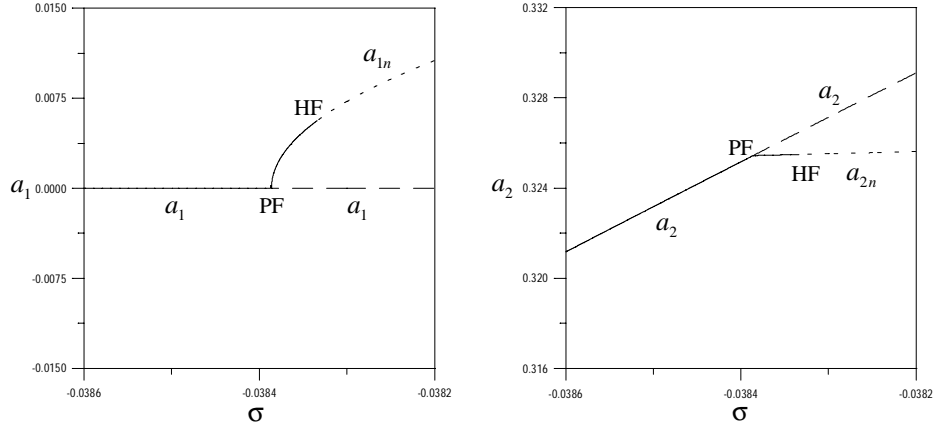 0.0150
0.0075
0.0000
-0.0075
-0.0150
a₁
-0.0386
-0.0384
-0.0382
σ
a₁ₙ
HF
PF
a₁
a₁
0.332
0.328
0.324
0.320
0.316
a₂
-0.0386
-0.0384
-0.0382
σ
a₂
PF
HF
a₂ₙ
a₂